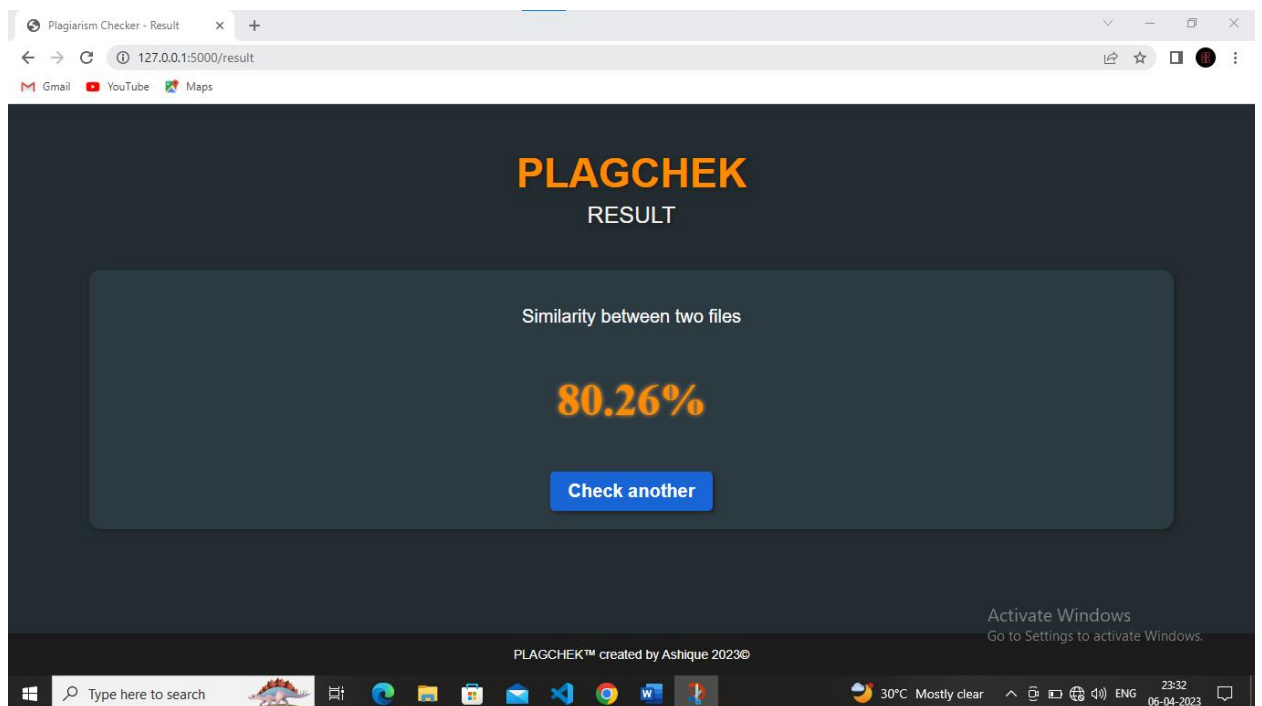 Plagiarism Checker - Result
127.0.0.1:5000/result
Gmail YouTube Maps
PLAGCHEK
RESULT
Similarity between two files
80.26%
Check another
Activate Windows
Go to Settings to activate Windows.
PLAGCHEK™ created by Ashique 2023©
Type here to search 30°C Mostly clear ENG 23:32
06-04-2023